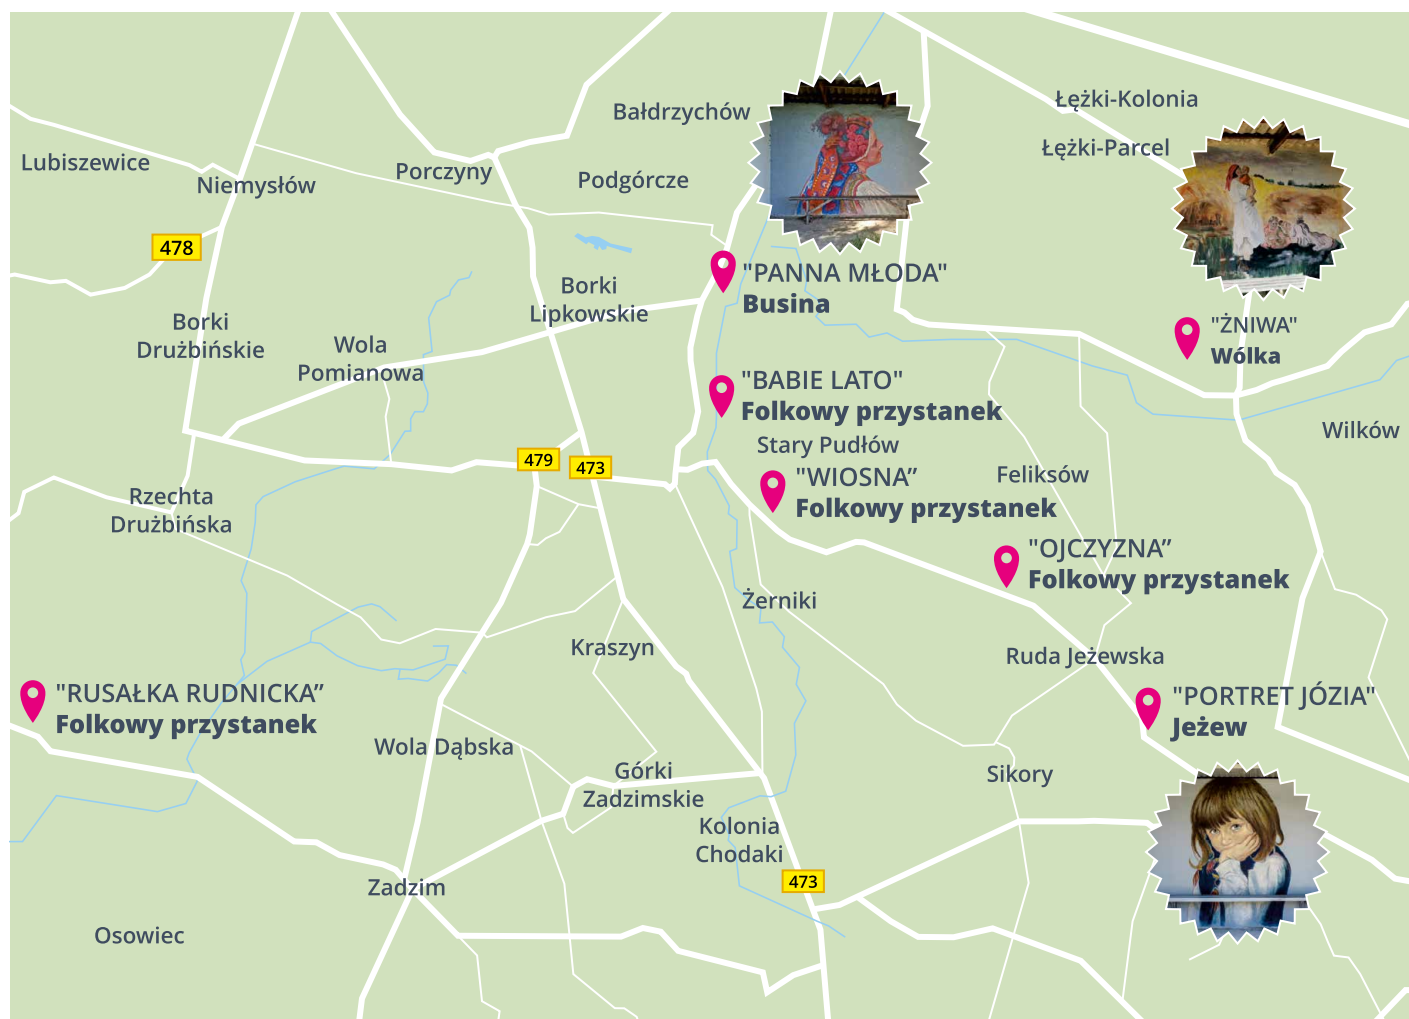 Łężki-Kolonia
Bałdrzychów
Łężki-Parcel
Lubiszewice
Porczyny
Podgórcze
Niemysłów
478
"PANNA MŁODA"
Busina
Borki
Lipkowskie
Borki
Drużbińskie
"ŻNIWA"
Wólka
Wola
Pomianowa
"BABIE LATO"
Folkowy przystanek
Wilków
Stary Pudłów
479
473
"WIOSNA”
Folkowy przystanek
Feliksów
Rzechta
Drużbińska
"OJCZYZNA”
Folkowy przystanek
Żerniki
Kraszyn
Ruda Jeżewska
"RUSAŁKA RUDNICKA”
Folkowy przystanek
"PORTRET JÓZIA"
Jeżew
Wola Dąbska
Górki
Zadzimskie
Sikory
Kolonia
Chodaki
473
Zadzim
Osowiec